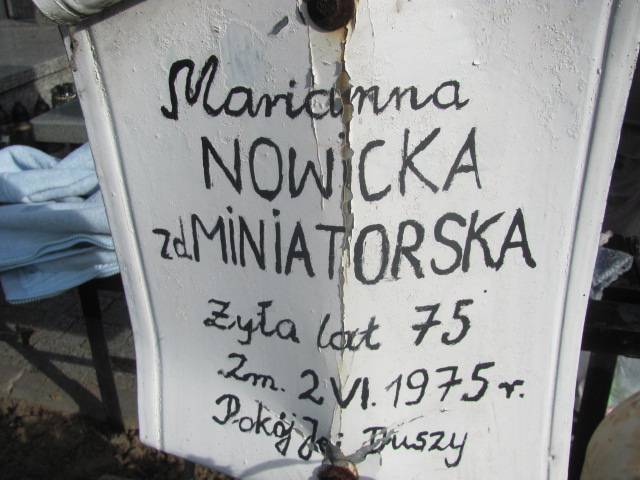 Marianna
NOWICKA
zd MINIATORSKA
Żyła lat 75
Zm. 2 VI. 1975 r.
Pokój Jej Duszy